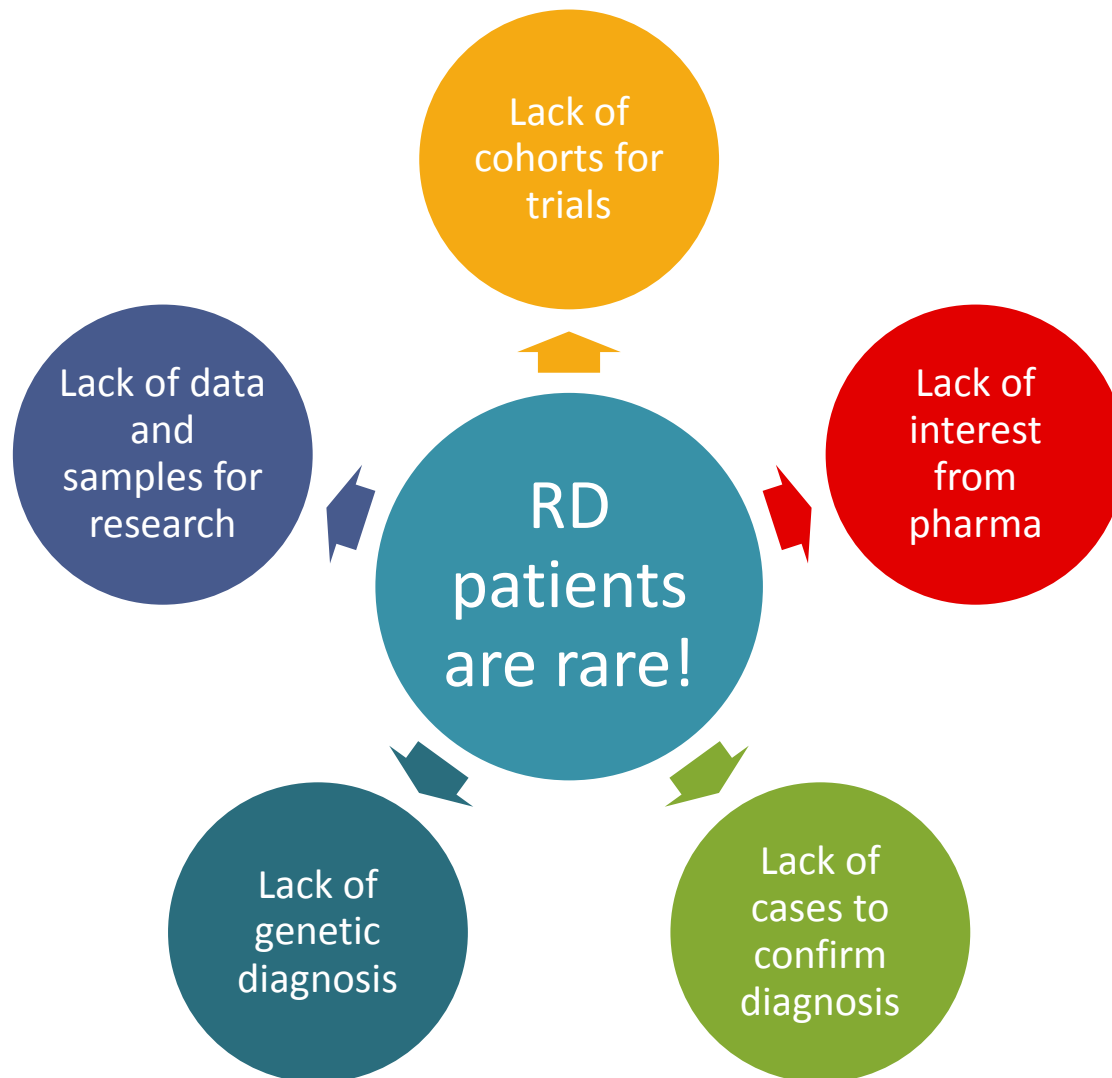 Lack of
cohorts for
trials
Lack of data
and
samples for
research
Lack of
interest
from
pharma
RD
patients
are rare!
Lack of
genetic
diagnosis
Lack of
cases to
confirm
diagnosis